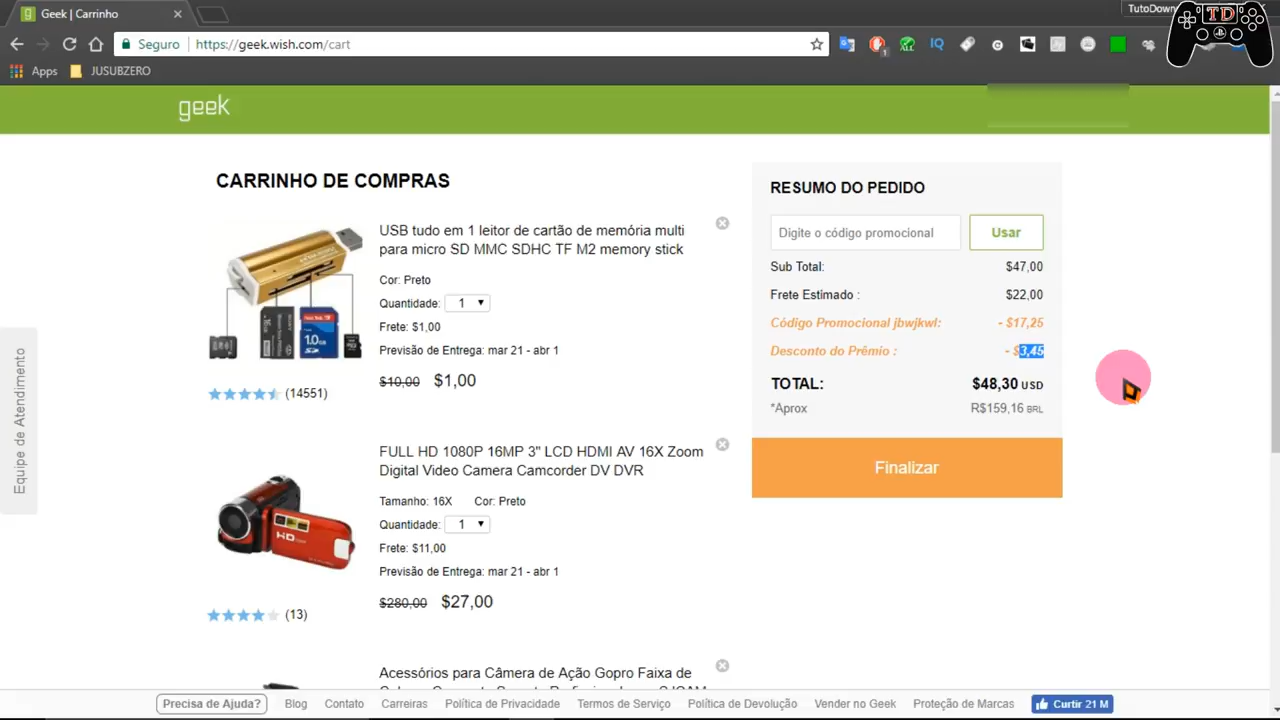 Geek | Carrinho
TutoDown
TD
Seguro
https://geek.wish.com/cart
IQ
1
Apps
JUSUBZERO
geek
CARRINHO DE COMPRAS
USB tudo em 1 leitor de cartão de memória multi
para micro SD MMC SDHC TF M2 memory stick
Cor: Preto
Quantidade: 1
Frete: $1,00
Previsão de Entrega: mar 21 - abr 1
$10,00 $1,00
(14551)
1.0GB
FULL HD 1080P 16MP 3" LCD HDMI AV 16X Zoom
Digital Video Camera Camcorder DV DVR
Tamanho: 16X Cor: Preto
Quantidade: 1
Frete: $11,00
Previsão de Entrega: mar 21 - abr 1
$280,00 $27,00
(13)
HD
Acessórios para Câmera de Ação Gopro Faixa de
RESUMO DO PEDIDO
Digite o código promocional
Usar
Sub Total: $47,00
Frete Estimado : $22,00
Código Promocional jbwjkwl: - $17,25
Desconto do Prêmio : - $3,45
TOTAL: $48,30 USD
*Aprox R$159,16 BRL
Finalizar
Equipe de Atendimento
Precisa de Ajuda?
Blog
Contato
Carreiras
Política de Privacidade
Termos de Serviço
Política de Devolução
Vender no Geek
Proteção de Marcas
Curtir 21 M